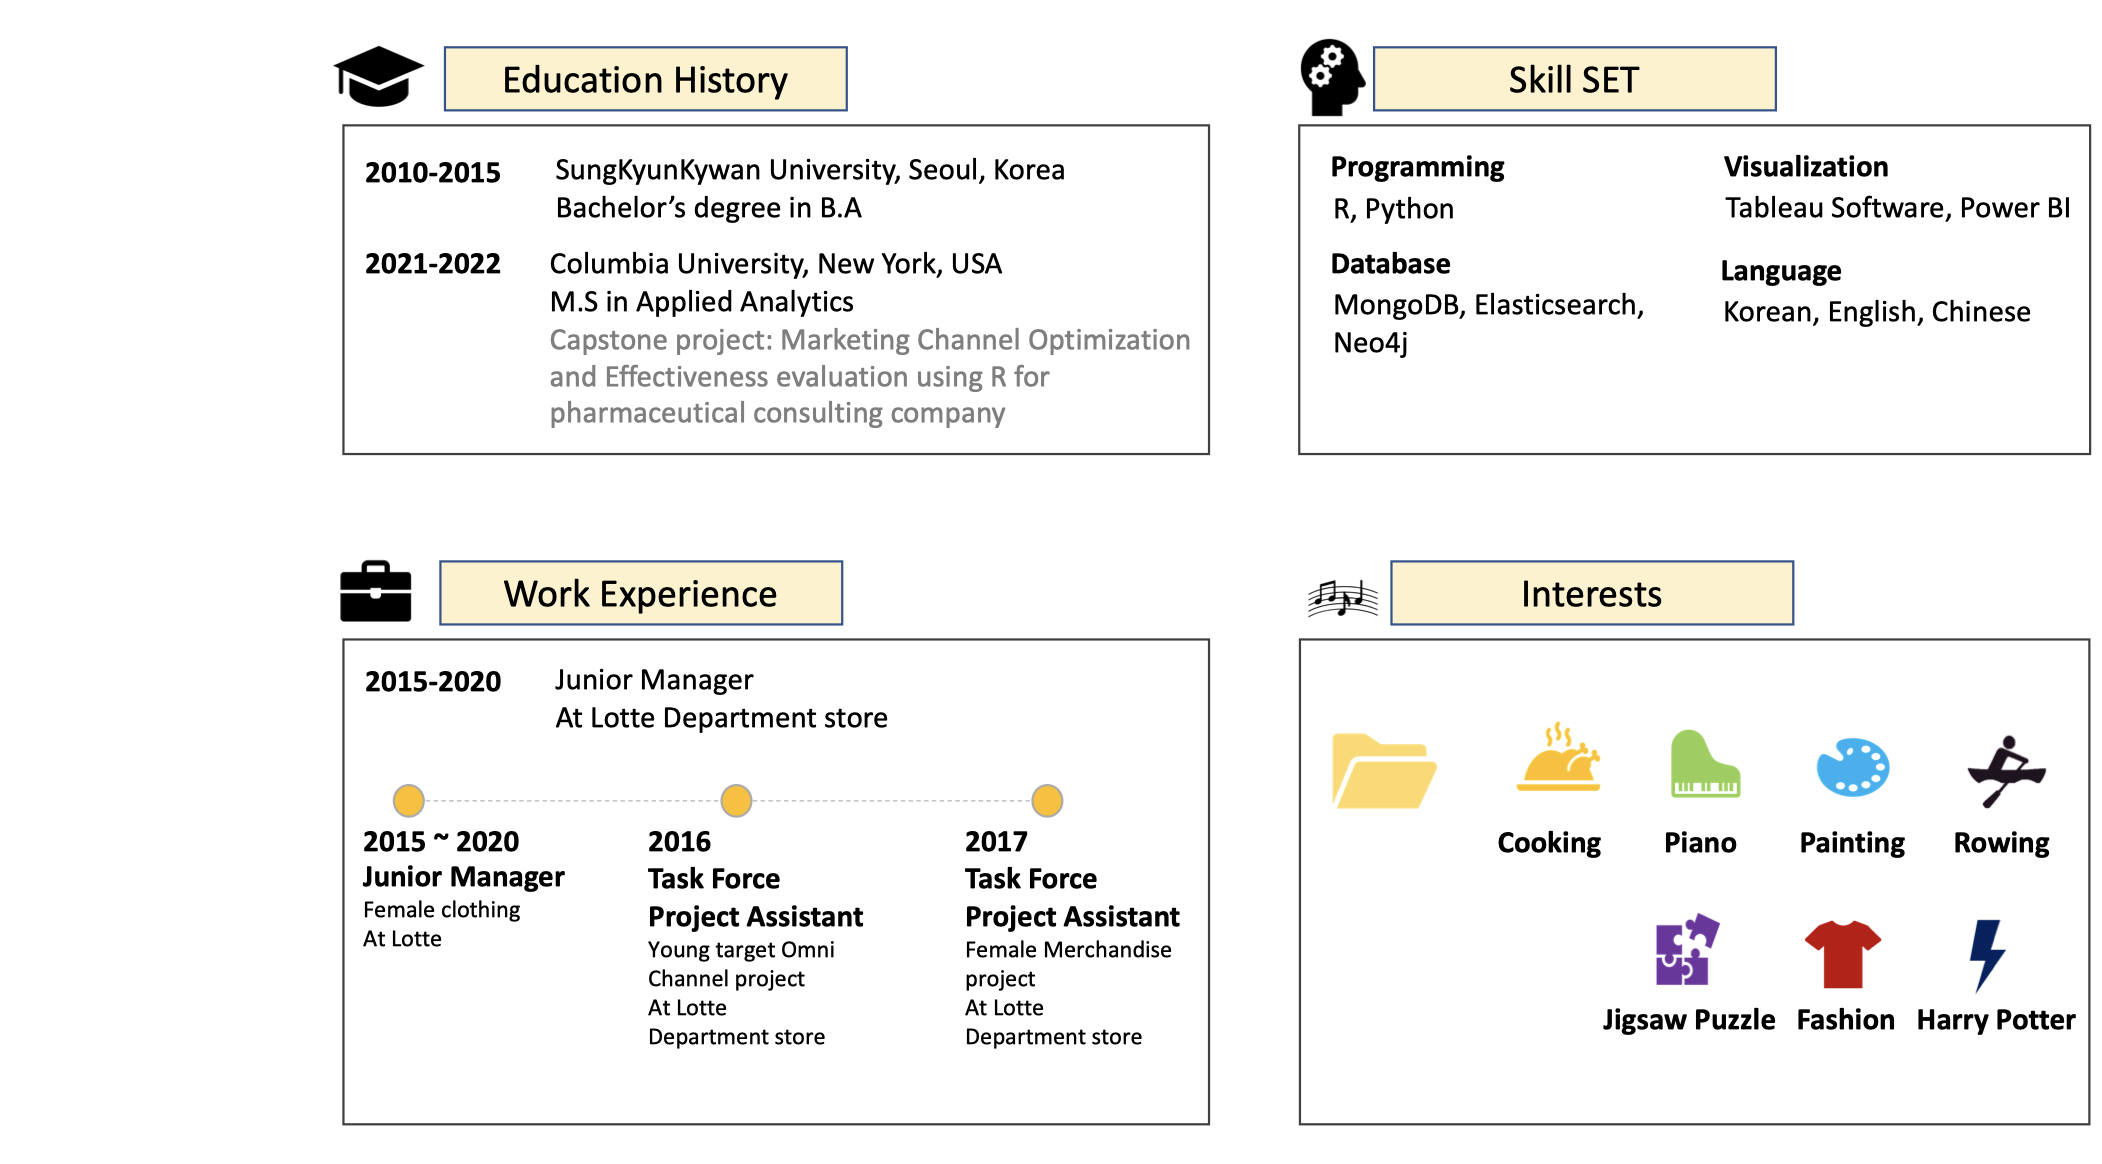 Education History
2010-2015
SungKyunKywan University, Seoul, Korea
Bachelor’s degree in B.A
2021-2022
Columbia University, New York, USA
M.S in Applied Analytics
Capstone project: Marketing Channel Optimization
and Effectiveness evaluation using R for
pharmaceutical consulting company
Skill SET
Programming
R, Python
Database
MongoDB, Elasticsearch,
Neo4j
Visualization
Tableau Software, Power BI
Language
Korean, English, Chinese
Work Experience
2015-2020
Junior Manager
At Lotte Department store
2015 ~ 2020
Junior Manager
Female clothing
At Lotte
2016
Task Force
Project Assistant
Young target Omni
Channel project
At Lotte
Department store
2017
Task Force
Project Assistant
Female Merchandise
project
At Lotte
Department store
Interests
Cooking
Piano
Painting
Rowing
Jigsaw Puzzle
Fashion
Harry Potter